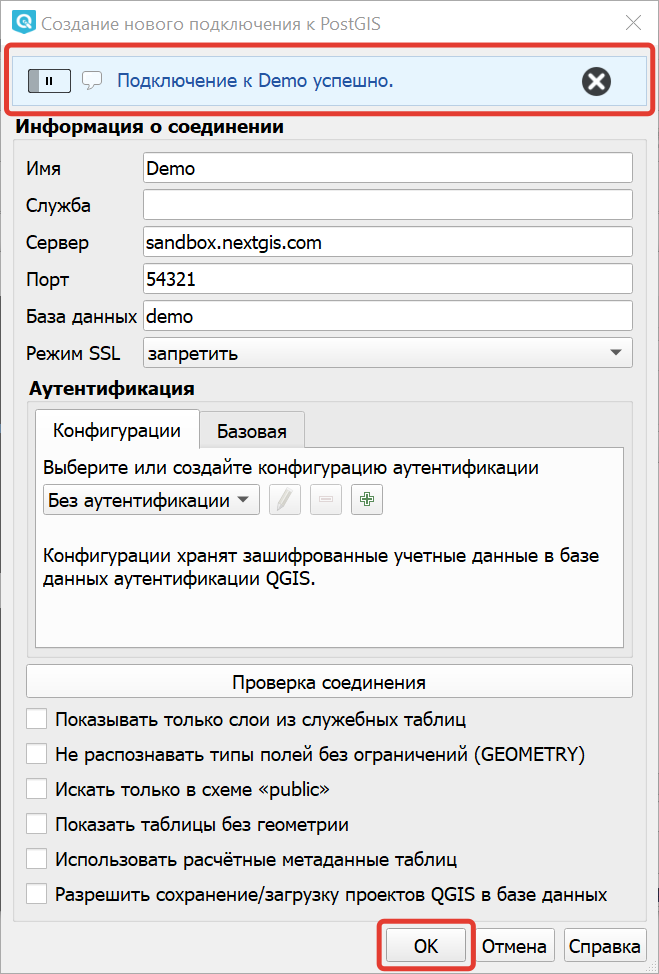 Создание нового подключения к PostGIS
Подключение к Demo успешно.
Информация о соединении
Имя Demo
Служба
Сервер sandbox.nextgis.com
Порт 54321
База данных demo
Режим SSL запретить
Аутентификация
Конфигурации Базовая
Выберите или создайте конфигурацию аутентификации
Без аутентификации
Конфигурации хранят зашифрованные учетные данные в базе
данных аутентификации QGIS.
Проверка соединения
Показывать только слои из служебных таблиц
Не распознавать типы полей без ограничений (GEOMETRY)
Искать только в схеме «public»
Показать таблицы без геометрии
Использовать расчётные метаданные таблиц
Разрешить сохранение/загрузку проектов QGIS в базе данных
OK Отмена Справка